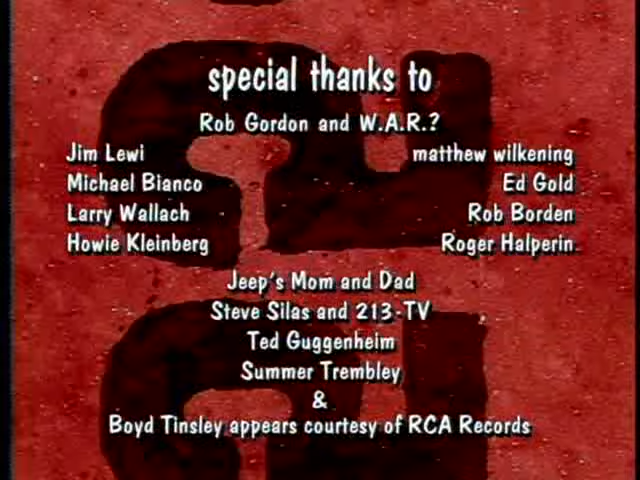 special thanks to
Rob Gordon and W.A.R.?
Jim Lewi
matthew wilkening
Michael Bianco
Ed Gold
Larry Wallach
Rob Borden
Howie Kleinberg
Roger Halperin
Jeep's Mom and Dad
Steve Silas and 213-TV
Ted Guggenheim
Summer Trembley
&
Boyd Tinsley appears courtesy of RCA Records